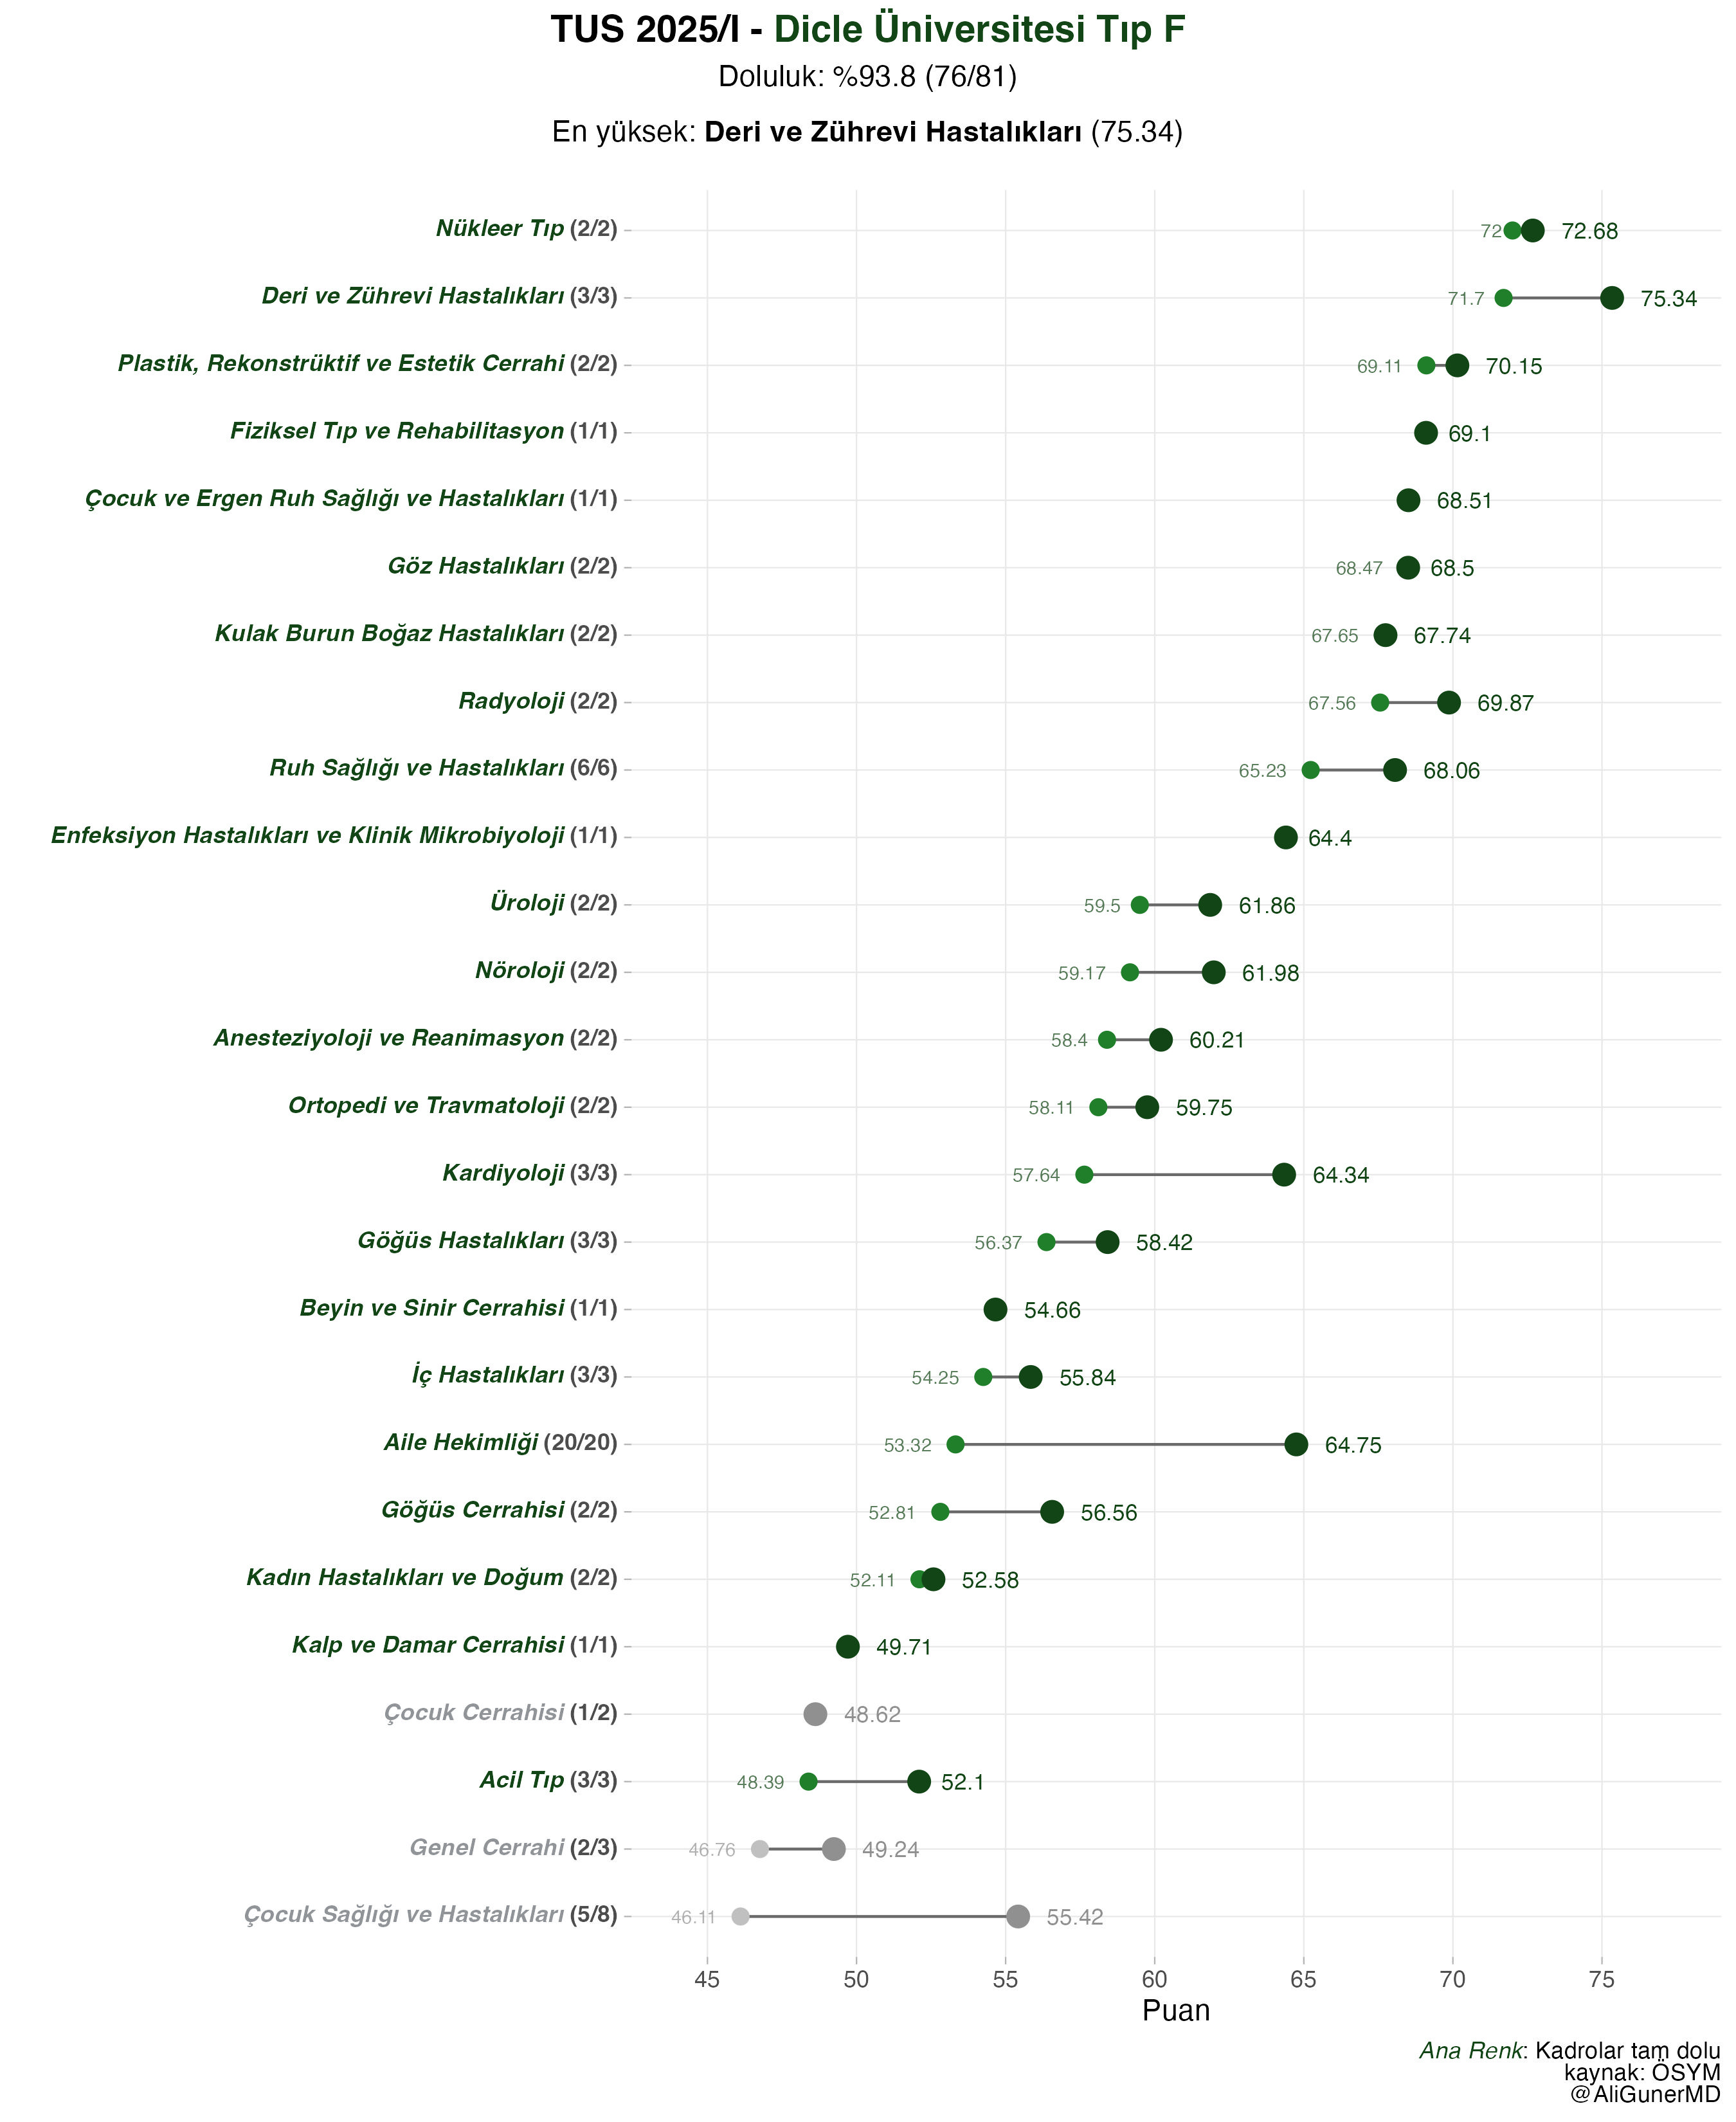 TUS 2025/I - Dicle Üniversitesi Tıp F
Doluluk: %93.8 (76/81)
En yüksek: Deri ve Zührevi Hastalıkları (75.34)
Nükleer Tıp (2/2) 72 72.68
Deri ve Zührevi Hastalıkları (3/3) 71.7 75.34
Plastik, Rekonstrüktif ve Estetik Cerrahi (2/2) 69.11 70.15
Fiziksel Tıp ve Rehabilitasyon (1/1) 69.1
Çocuk ve Ergen Ruh Sağlığı ve Hastalıkları (1/1) 68.51
Göz Hastalıkları (2/2) 68.47 68.5
Kulak Burun Boğaz Hastalıkları (2/2) 67.65 67.74
Radyoloji (2/2) 67.56 69.87
Ruh Sağlığı ve Hastalıkları (6/6) 65.23 68.06
Enfeksiyon Hastalıkları ve Klinik Mikrobiyoloji (1/1) 64.4
Üroloji (2/2) 59.5 61.86
Nöroloji (2/2) 59.17 61.98
Anesteziyoloji ve Reanimasyon (2/2) 58.4 60.21
Ortopedi ve Travmatoloji (2/2) 58.11 59.75
Kardiyoloji (3/3) 57.64 64.34
Göğüs Hastalıkları (3/3) 56.37 58.42
Beyin ve Sinir Cerrahisi (1/1) 54.66
İç Hastalıkları (3/3) 54.25 55.84
Aile Hekimliği (20/20) 53.32 64.75
Göğüs Cerrahisi (2/2) 52.81 56.56
Kadın Hastalıkları ve Doğum (2/2) 52.11 52.58
Kalp ve Damar Cerrahisi (1/1) 49.71
Çocuk Cerrahisi (1/2) 48.62
Acil Tıp (3/3) 48.39 52.1
Genel Cerrahi (2/3) 46.76 49.24
Çocuk Sağlığı ve Hastalıkları (5/8) 46.11 55.42
45 50 55 60 65 70 75
Puan
Ana Renk: Kadrolar tam dolu
kaynak: ÖSYM
@AliGunerMD